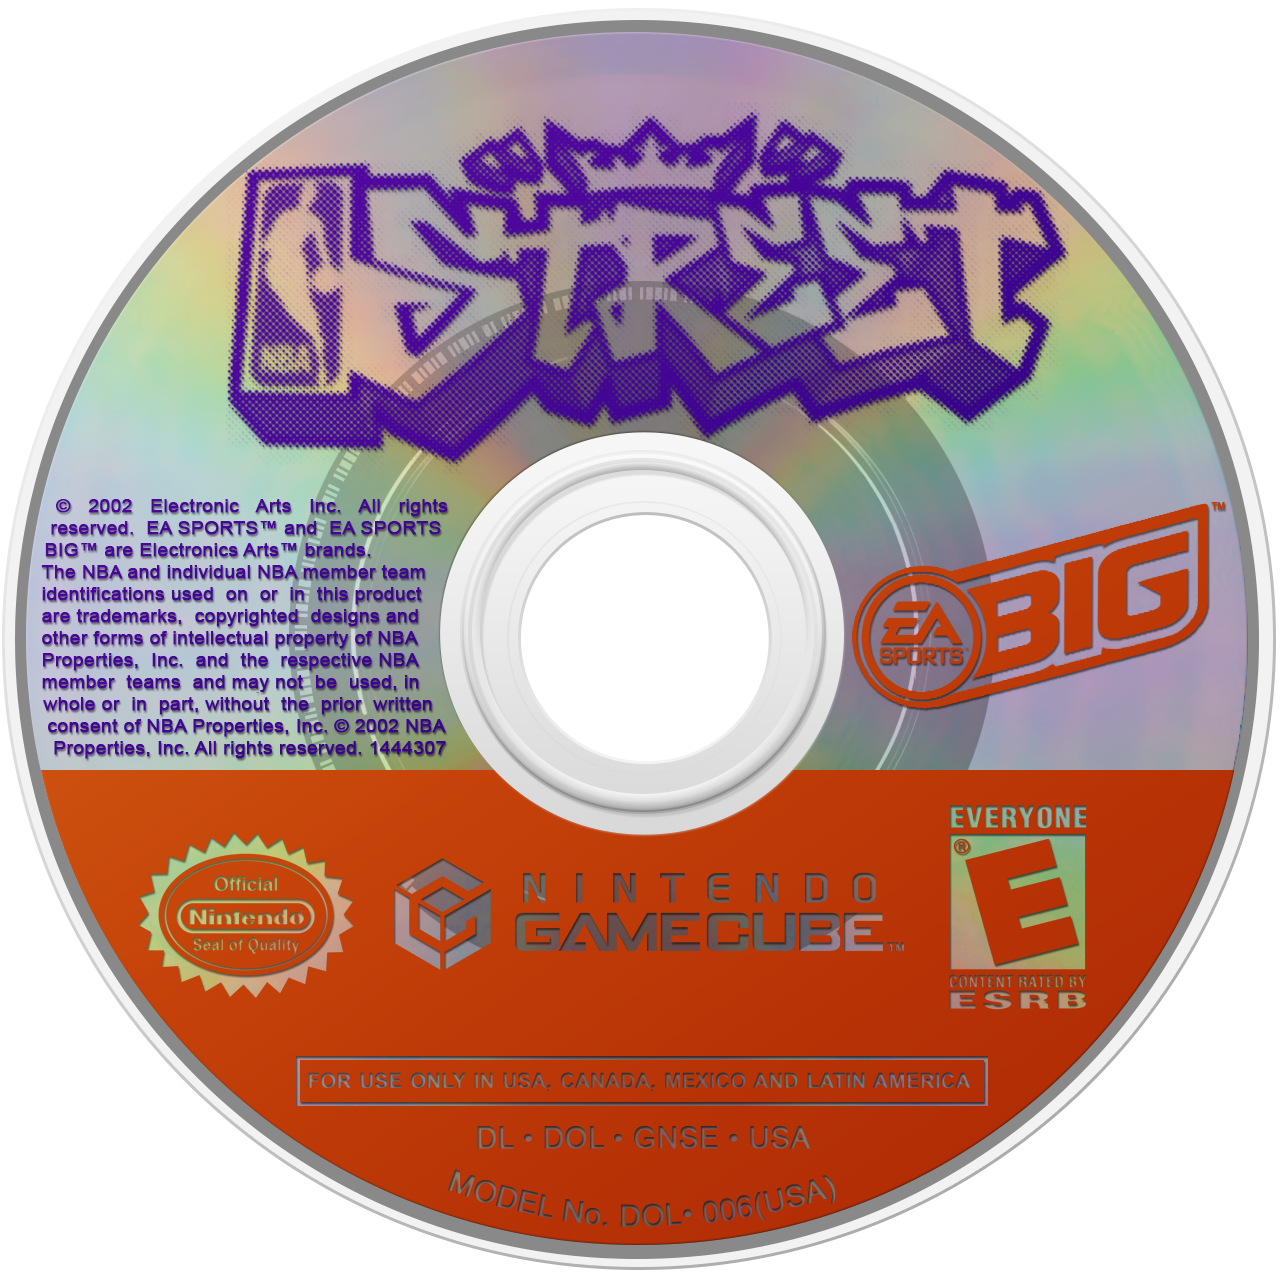 NBA STREET
© 2002 Electronic Arts Inc. All rights
reserved. EA SPORTS™ and EA SPORTS
BIG™ are Electronics Arts™ brands.
The NBA and individual NBA member team
identifications used on or in this product
are trademarks, copyrighted designs and
other forms of intellectual property of NBA
Properties, Inc. and the respective NBA
member teams and may not be used, in
whole or in part, without the prior written
consent of NBA Properties, Inc. © 2002 NBA
Properties, Inc. All rights reserved. 1444307
EA SPORTS™ BIG™
Official
Nintendo
Seal of Quality
NINTENDO
GAMECUBE™
EVERYONE
E®
CONTENT RATED BY
ESRB
FOR USE ONLY IN USA, CANADA, MEXICO AND LATIN AMERICA
DL • DOL • GNSE • USA
MODEL No. DOL• 006(USA)